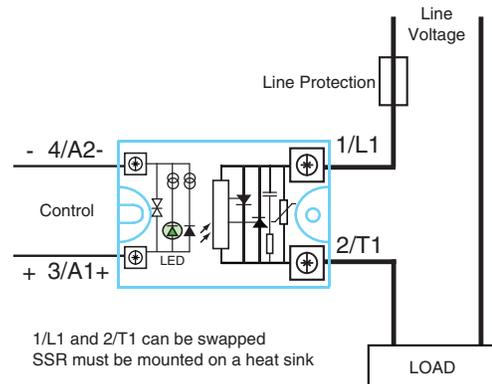 Line
Voltage
Line Protection
1/L1
- 4/A2-
Control
LED
2/T1
+ 3/A1+
1/L1 and 2/T1 can be swapped
SSR must be mounted on a heat sink
LOAD